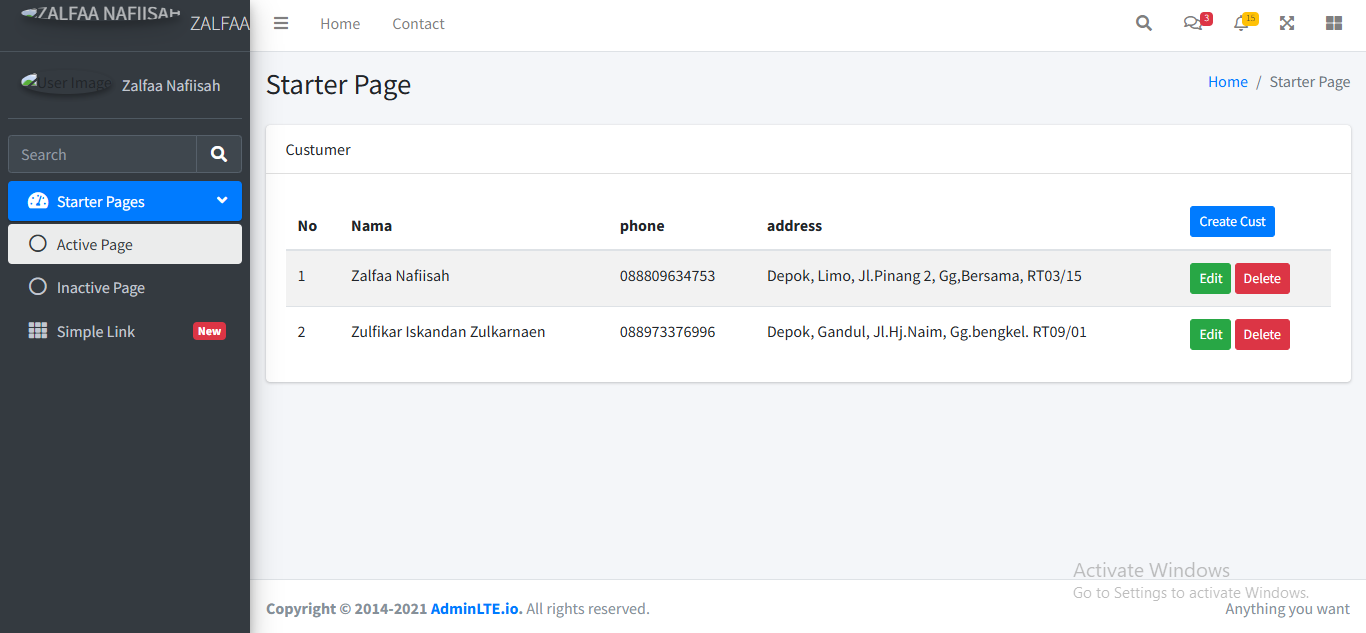 ZALFAA NAFIISAH ZALFAA
Home Contact 3 15
User Image Zalfaa Nafiisah
Starter Page
Home / Starter Page
Search
Starter Pages
Active Page
Inactive Page
Simple Link New
Custumer
No Nama phone address Create Cust
1 Zalfaa Nafiisah 088809634753 Depok, Limo, Jl.Pinang 2, Gg,Bersama, RT03/15 Edit Delete
2 Zulfikar Iskandan Zulkarnaen 088973376996 Depok, Gandul, Jl.Hj.Naim, Gg.bengkel. RT09/01 Edit Delete
Activate Windows
Go to Settings to activate Windows.
Copyright © 2014-2021 AdminLTE.io. All rights reserved.
Anything you want